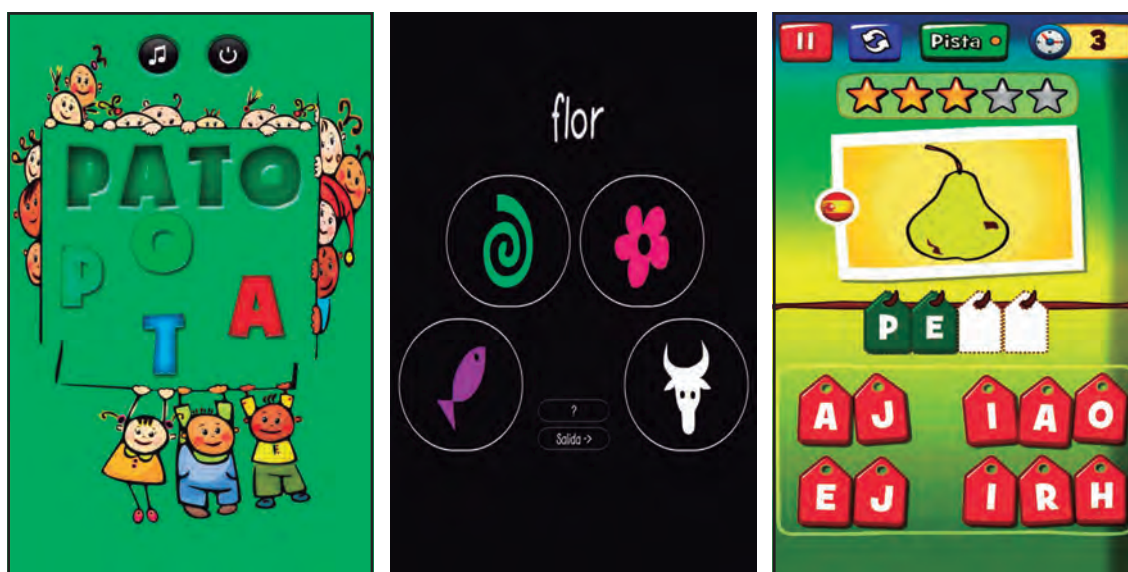 PATO
O
P
A
T
E
flor
?
Salida ->
Pista
3
P E
A J I A O
E J I R H